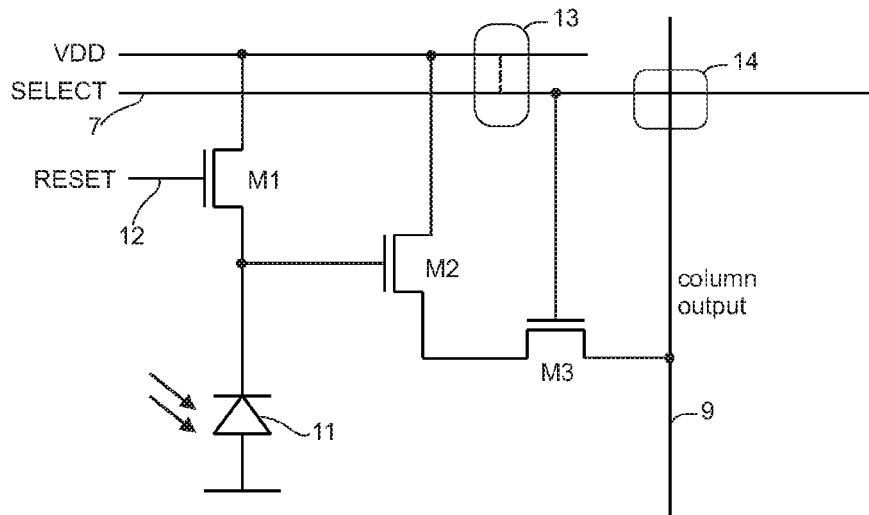 13
VDD
14
SELECT
7
RESET
M1
12
M2
column
output
M3
11
9